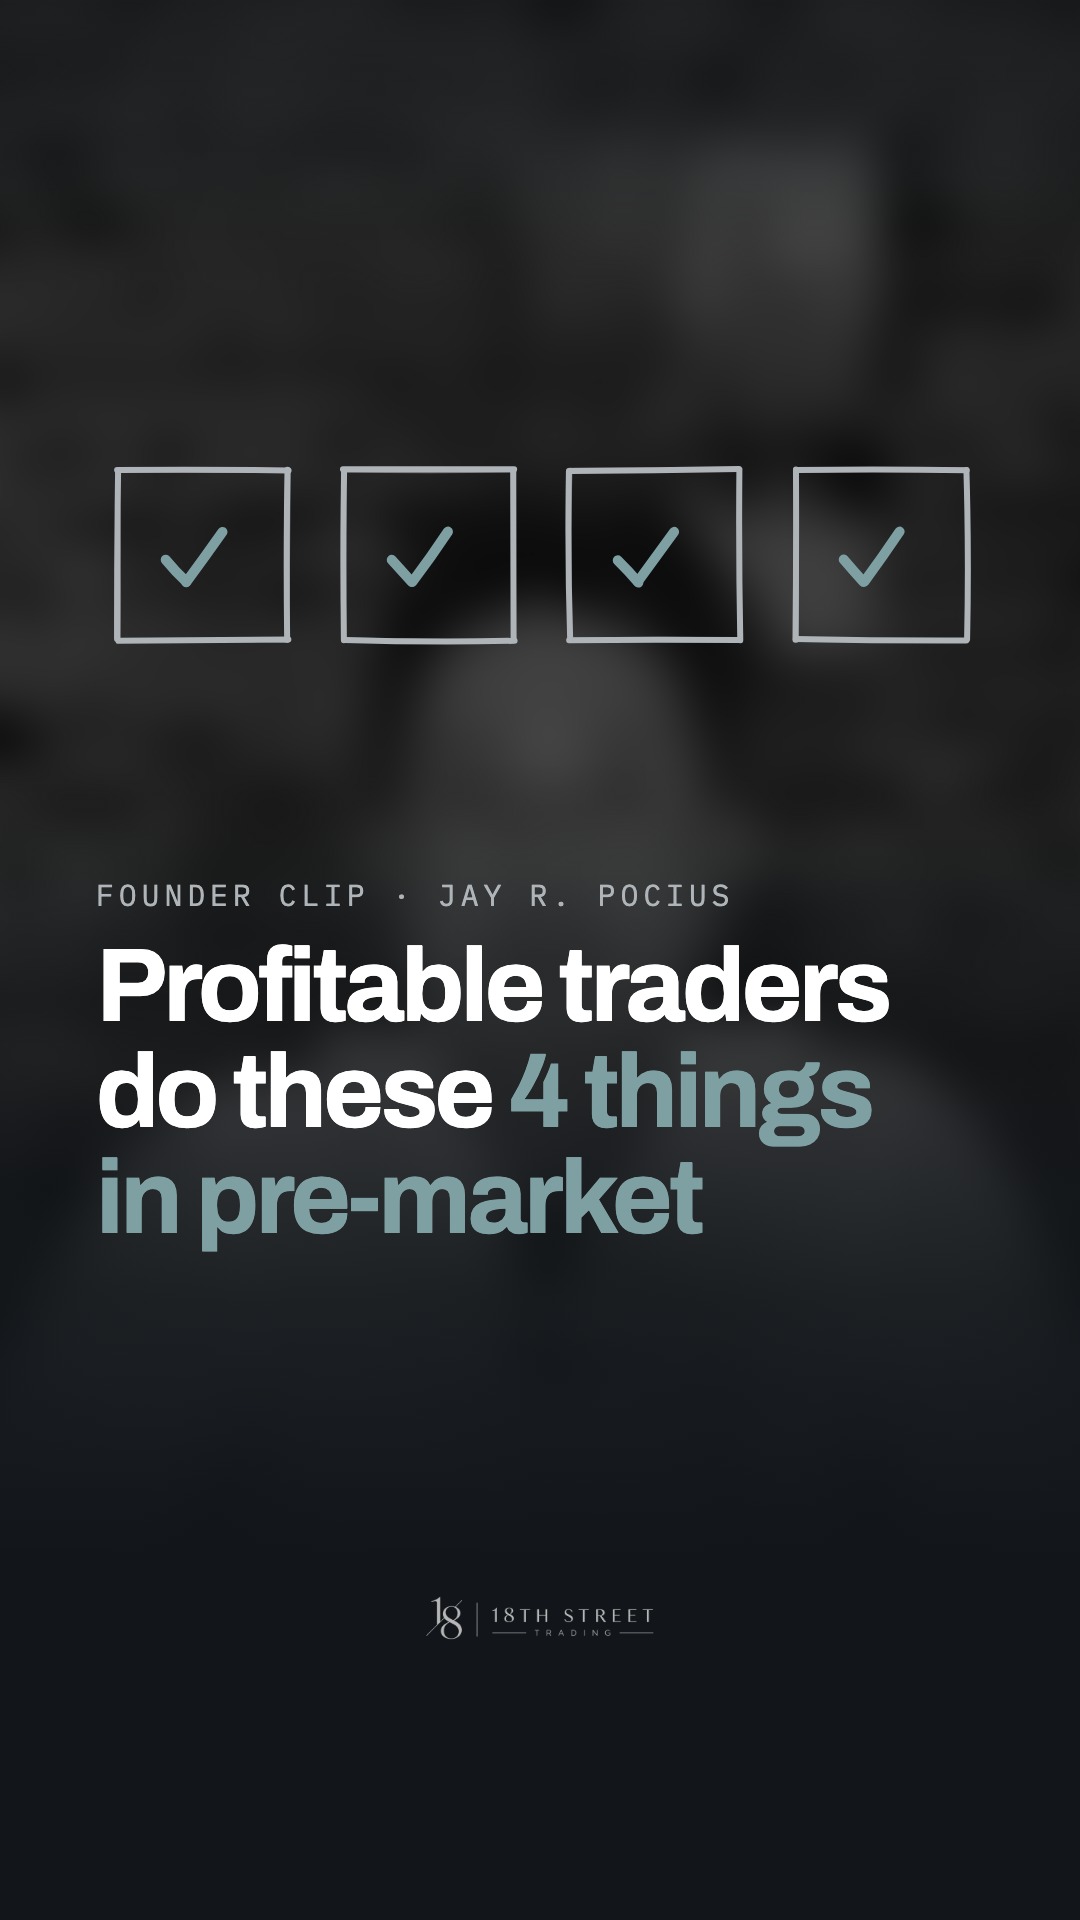 FOUNDER CLIP · JAY R. POCIUS
Profitable traders
do these 4 things
in pre-market
18 | 18TH STREET
TRADING